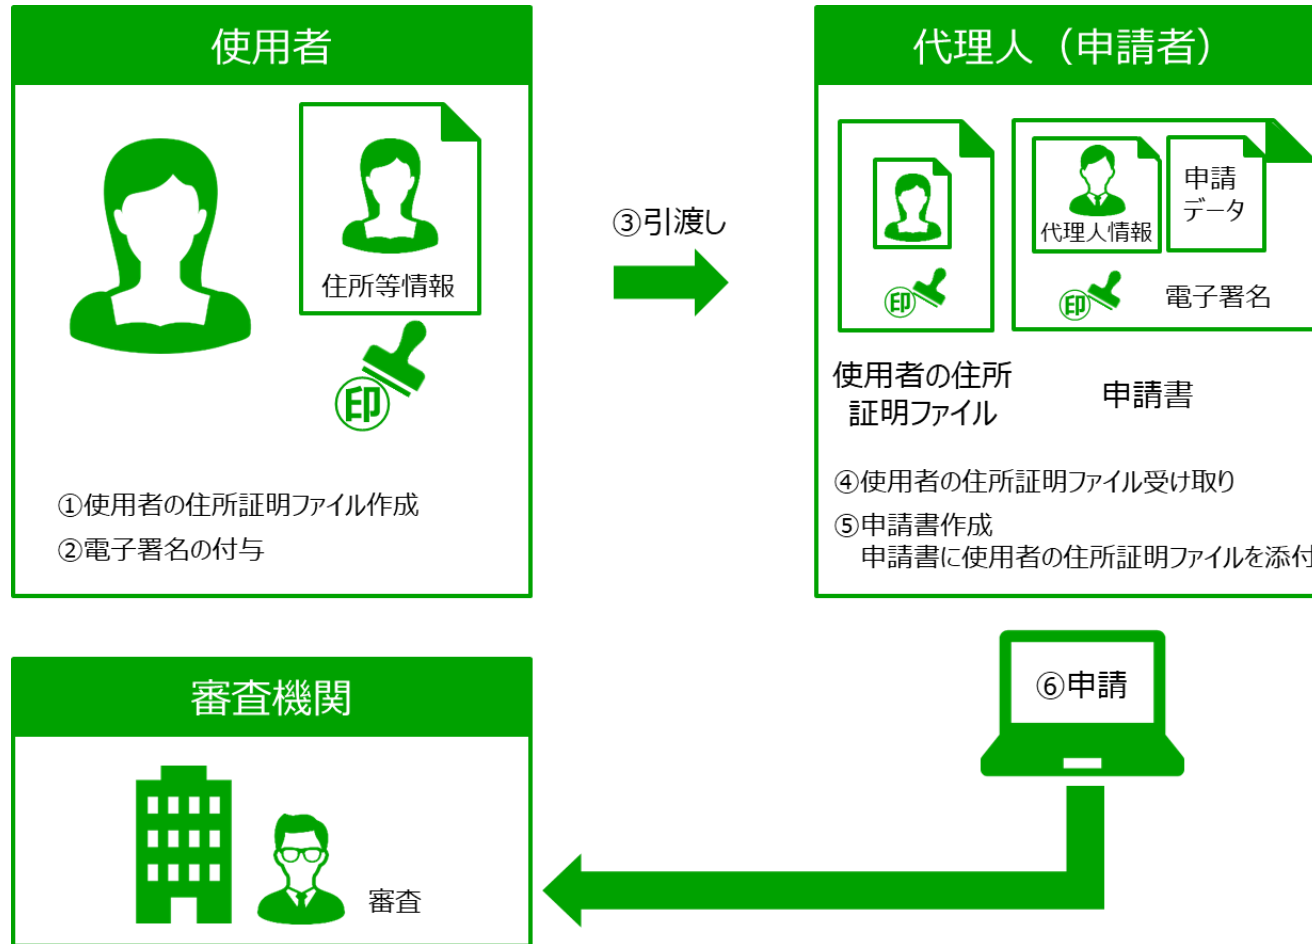 使用者
住所等情報
印
①使用者の住所証明ファイル作成
②電子署名の付与
③引渡し
代理人（申請者）
代理人情報
申請
データ
印
印
電子署名
使用者の住所
証明ファイル
申請書
④使用者の住所証明ファイル受け取り
⑤申請書作成
申請書に使用者の住所証明ファイルを添付
⑥申請
審査機関
審査